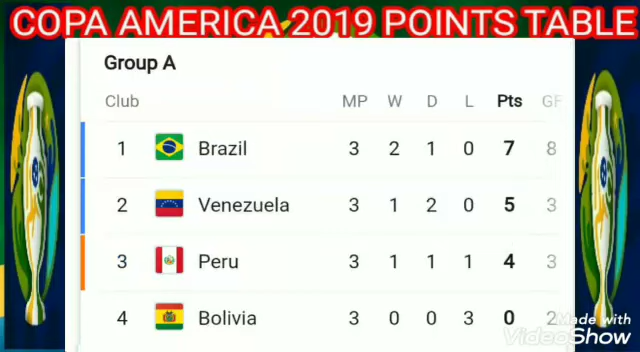 COPA AMERICA 2019 POINTS TABLE
Group A
Club MP W D L Pts GF
1 Brazil 3 2 1 0 7 8
2 Venezuela 3 1 2 0 5 3
3 Peru 3 1 1 1 4 3
4 Bolivia 3 0 0 3 0 2
Made with
VideoShow